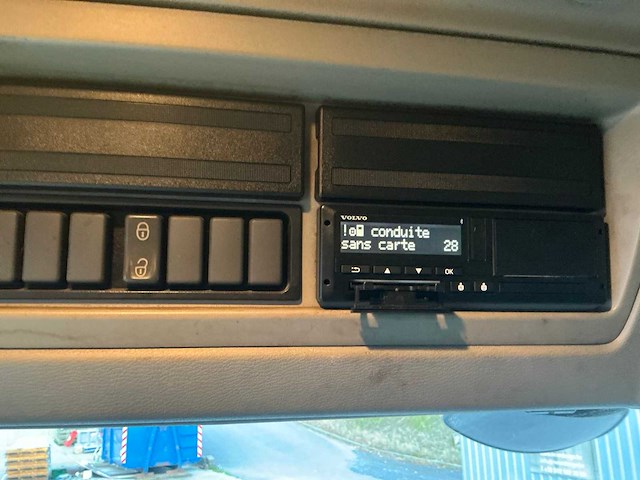 VOLVO
! conduite
sans carte 28
OK